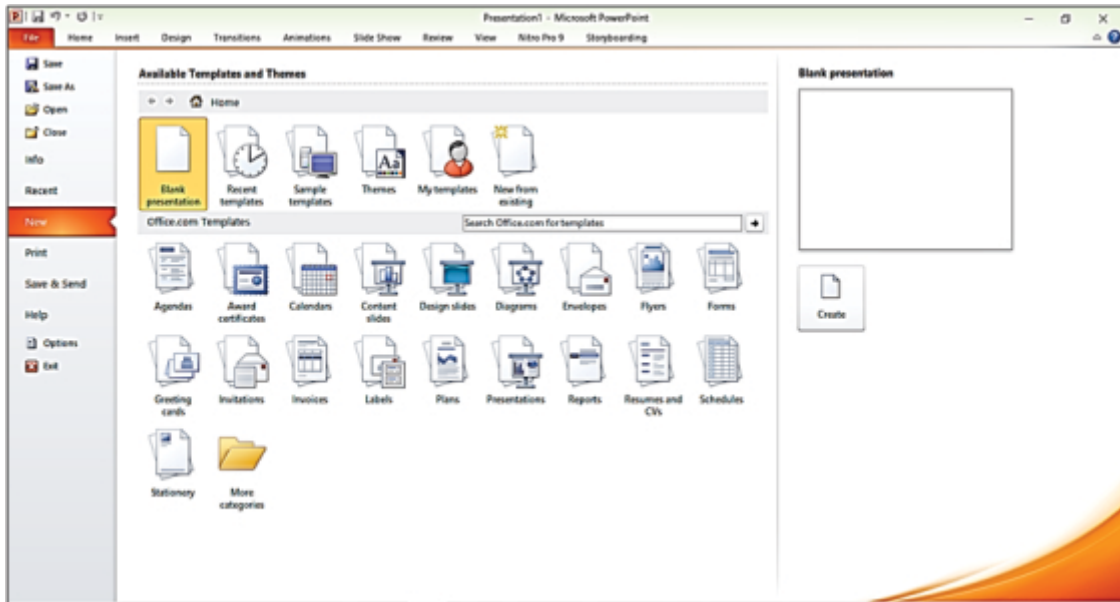 Presentation1 - Microsoft PowerPoint
File Home Insert Design Transitions Animations Slide Show Review View Nitro Pro 9 Storyboarding
Save
Save As
Open
Close
Info
Recent
New
Print
Save & Send
Help
Options
Exit
Available Templates and Themes
Home
Blank presentation
Recent templates
Sample templates
Themes
My templates
New from existing
Office.com Templates
Search Office.com for templates
Agendas
Award certificates
Calendars
Content slides
Design slides
Diagrams
Envelopes
Flyers
Forms
Greeting cards
Invitations
Invoices
Labels
Plans
Presentations
Reports
Resumes and CVs
Schedules
Stationery
More categories
Blank presentation
Create